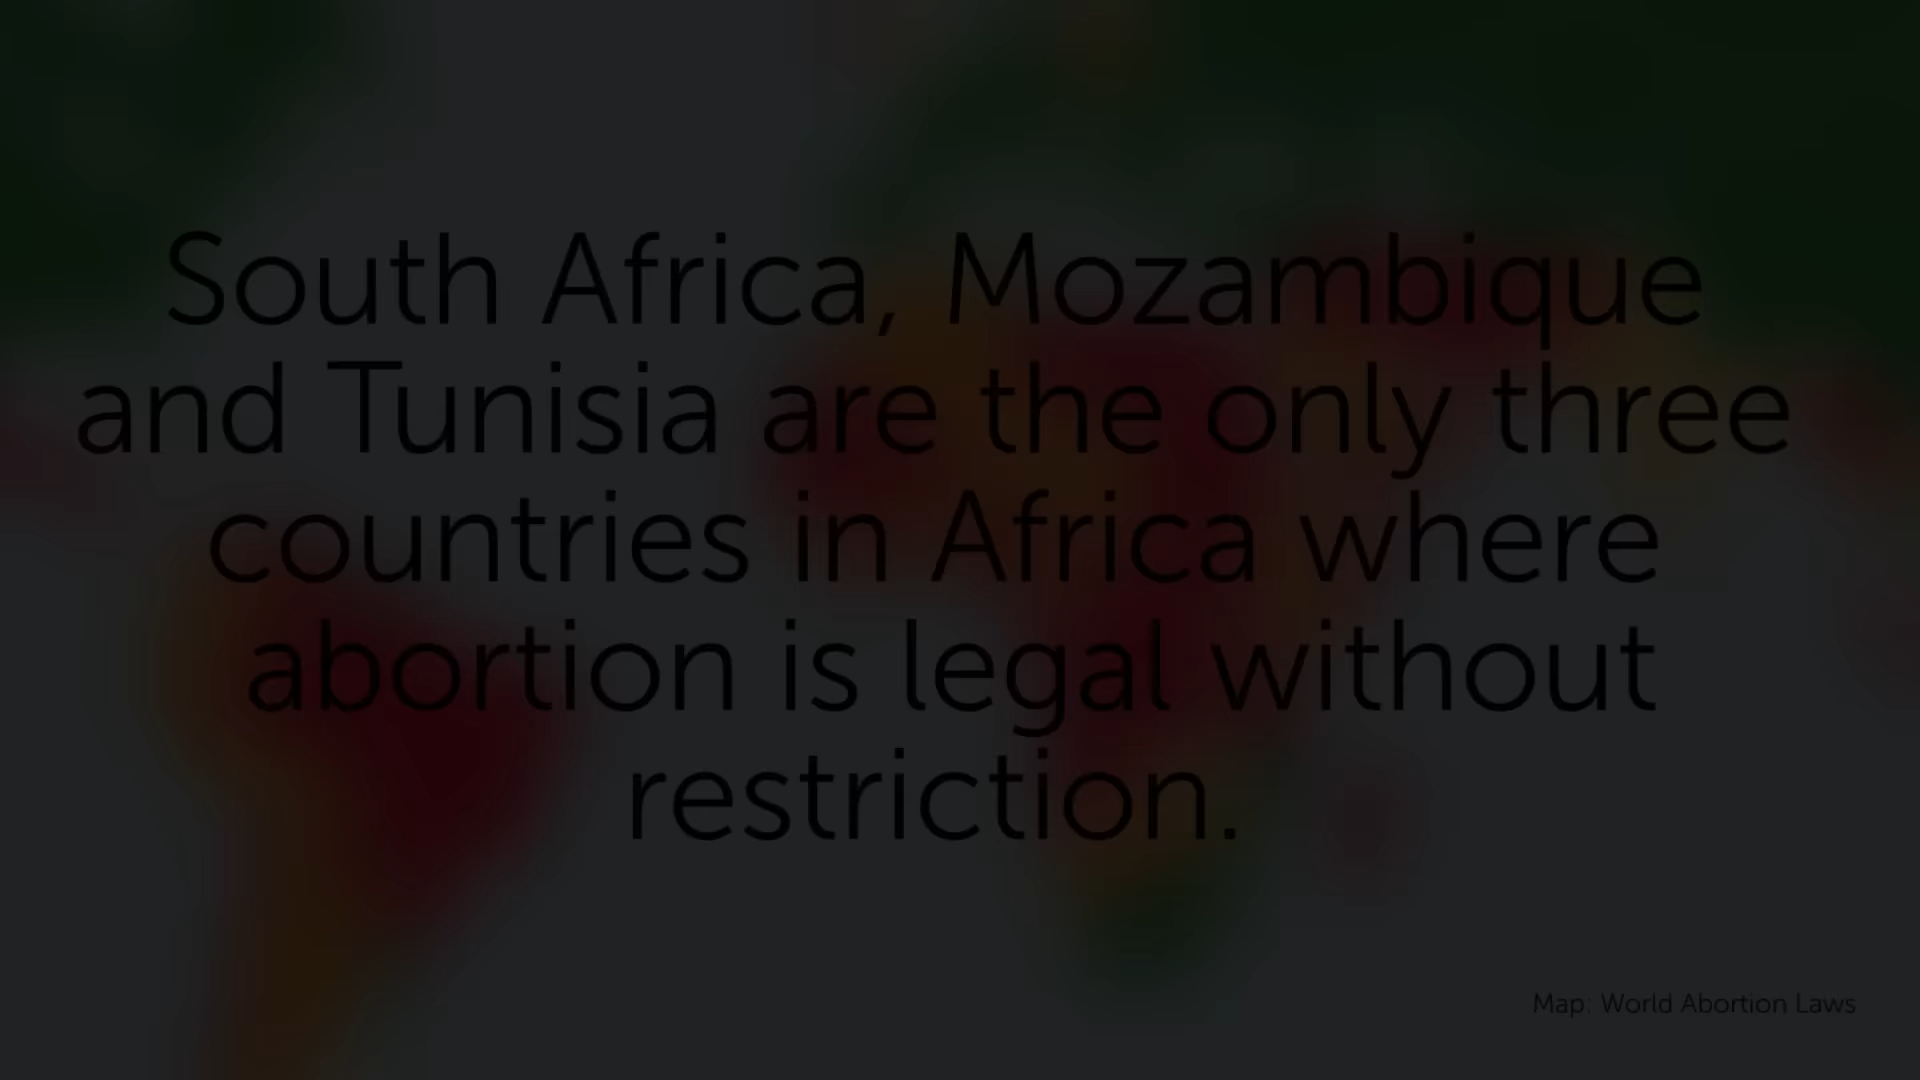 South Africa, Mozambique
and Tunisia are the only three
countries in Africa where
abortion is legal without
restriction.
Map: World Abortion Laws